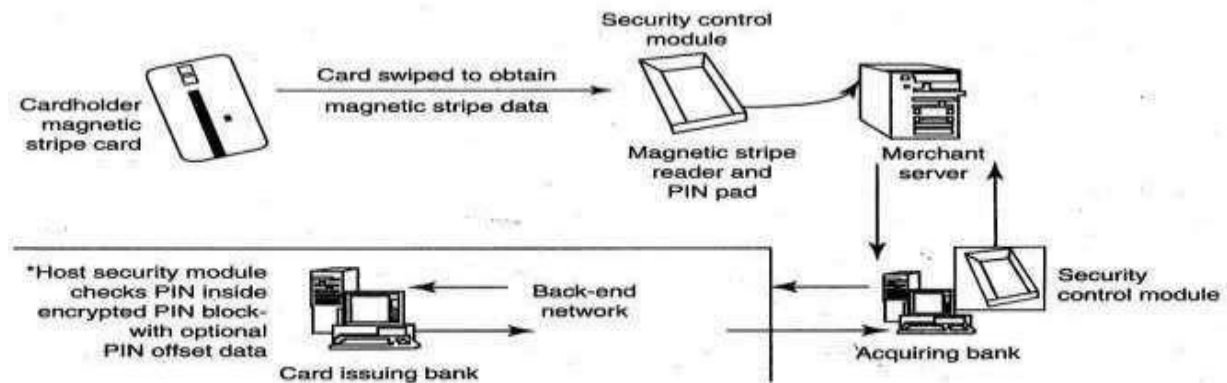 Security control
module
Card swiped to obtain
magnetic stripe data
Cardholder
magnetic
stripe card
Magnetic stripe
reader and
PIN pad
Merchant
server
*Host security module
checks PIN inside
encrypted PIN block-
with optional
PIN offset data
Back-end
network
Security
control module
Card issuing bank
Acquiring bank